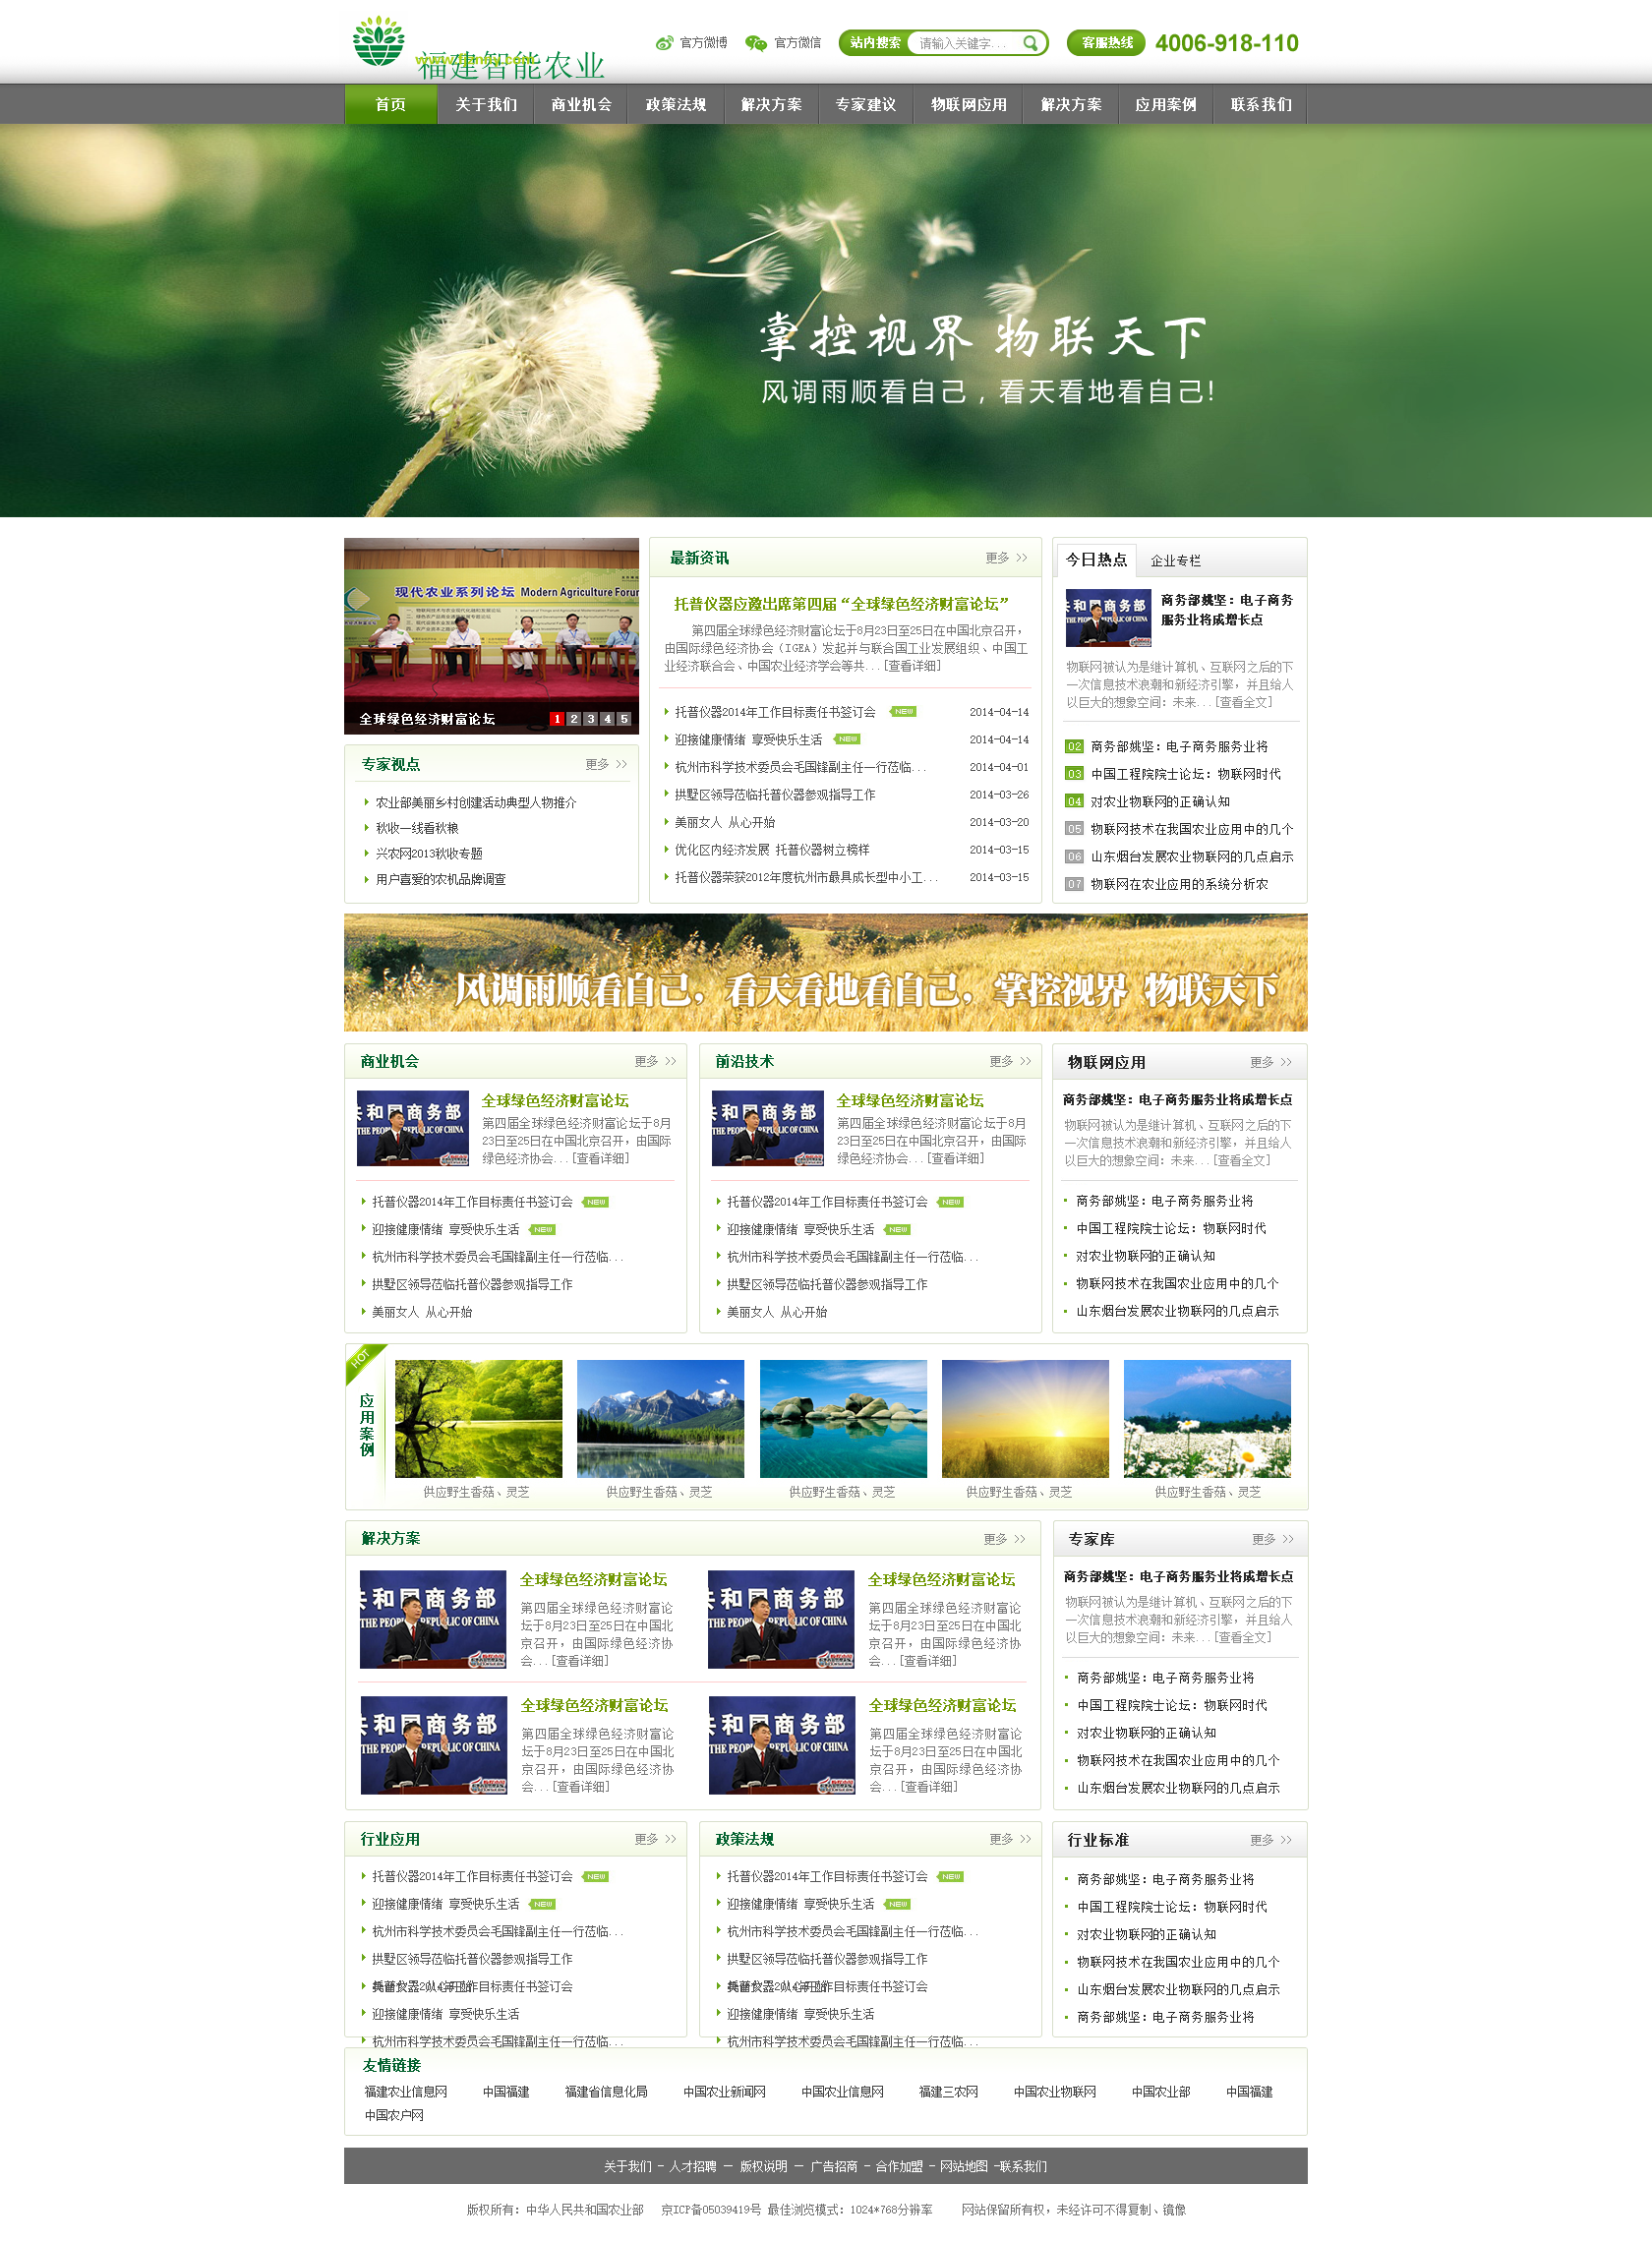 福建智能农业
官方微博 官方微信 站内搜索 请输入关键字... 客服热线 4006-918-110
首页 关于我们 商业机会 政策法规 解决方案 专家建议 物联网应用 解决方案 应用案例 联系我们
掌控视界 物联天下
风调雨顺看自己，看天看地看自己!
现代农业系列论坛 Modern Agriculture Forum
全球绿色经济财富论坛 1 2 3 4 5
专家视点 更多 >>
农业部美丽乡村创建活动典型人物推介
秋收一线看秋粮
兴农网2013秋收专题
用户喜爱的农机品牌调查
最新资讯 更多 >>
托普仪器应邀出席第四届“全球绿色经济财富论坛”
第四届全球绿色经济财富论坛于8月23日至25日在中国北京召开，
由国际绿色经济协会（IGEA）发起并与联合国工业发展组织、中国工
业经济联合会、中国农业经济学会等共...[查看详细]
托普仪器2014年工作目标责任书签订会 NEW 2014-04-14
迎接健康情绪 享受快乐生活 NEW 2014-04-14
杭州市科学技术委员会毛国锋副主任一行莅临... 2014-04-01
拱墅区领导莅临托普仪器参观指导工作 2014-03-26
美丽女人 从心开始 2014-03-20
优化区内经济发展 托普仪器树立榜样 2014-03-15
托普仪器荣获2012年度杭州市最具成长型中小工... 2014-03-15
今日热点 企业专栏
共和国商务部
商务部姚坚：电子商务
服务业将成增长点
物联网被认为是继计算机、互联网之后的下
一次信息技术浪潮和新经济引擎，并且给人
以巨大的想象空间：未来...[查看全文]
02 商务部姚坚：电子商务服务业将
03 中国工程院院士论坛：物联网时代
04 对农业物联网的正确认知
05 物联网技术在我国农业应用中的几个
06 山东烟台发展农业物联网的几点启示
07 物联网在农业应用的系统分析农
风调雨顺看自己，看天看地看自己，掌控视界 物联天下
商业机会 更多 >>
共和国商务部
THE PEOPLE'S REPUBLIC OF CHINA
全球绿色经济财富论坛
第四届全球绿色经济财富论坛于8月
23日至25日在中国北京召开，由国际
绿色经济协会...[查看详细]
托普仪器2014年工作目标责任书签订会 NEW
迎接健康情绪 享受快乐生活 NEW
杭州市科学技术委员会毛国锋副主任一行莅临...
拱墅区领导莅临托普仪器参观指导工作
美丽女人 从心开始
前沿技术 更多 >>
共和国商务部
THE PEOPLE'S REPUBLIC OF CHINA
全球绿色经济财富论坛
第四届全球绿色经济财富论坛于8月
23日至25日在中国北京召开，由国际
绿色经济协会...[查看详细]
托普仪器2014年工作目标责任书签订会 NEW
迎接健康情绪 享受快乐生活 NEW
杭州市科学技术委员会毛国锋副主任一行莅临...
拱墅区领导莅临托普仪器参观指导工作
美丽女人 从心开始
物联网应用 更多 >>
商务部姚坚：电子商务服务业将成增长点
物联网被认为是继计算机、互联网之后的下
一次信息技术浪潮和新经济引擎，并且给人
以巨大的想象空间：未来...[查看全文]
商务部姚坚：电子商务服务业将
中国工程院院士论坛：物联网时代
对农业物联网的正确认知
物联网技术在我国农业应用中的几个
山东烟台发展农业物联网的几点启示
HOT
应用案例
供应野生香菇、灵芝 供应野生香菇、灵芝 供应野生香菇、灵芝 供应野生香菇、灵芝 供应野生香菇、灵芝
解决方案 更多 >>
共和国商务部
THE PEOPLE'S REPUBLIC OF CHINA
全球绿色经济财富论坛
第四届全球绿色经济财富论
坛于8月23日至25日在中国北
京召开，由国际绿色经济协
会...[查看详细]
共和国商务部
THE PEOPLE'S REPUBLIC OF CHINA
全球绿色经济财富论坛
第四届全球绿色经济财富论
坛于8月23日至25日在中国北
京召开，由国际绿色经济协
会...[查看详细]
共和国商务部
THE PEOPLE'S REPUBLIC OF CHINA
全球绿色经济财富论坛
第四届全球绿色经济财富论
坛于8月23日至25日在中国北
京召开，由国际绿色经济协
会...[查看详细]
共和国商务部
THE PEOPLE'S REPUBLIC OF CHINA
全球绿色经济财富论坛
第四届全球绿色经济财富论
坛于8月23日至25日在中国北
京召开，由国际绿色经济协
会...[查看详细]
专家库 更多 >>
商务部姚坚：电子商务服务业将成增长点
物联网被认为是继计算机、互联网之后的下
一次信息技术浪潮和新经济引擎，并且给人
以巨大的想象空间：未来...[查看全文]
商务部姚坚：电子商务服务业将
中国工程院院士论坛：物联网时代
对农业物联网的正确认知
物联网技术在我国农业应用中的几个
山东烟台发展农业物联网的几点启示
行业应用 更多 >>
托普仪器2014年工作目标责任书签订会 NEW
迎接健康情绪 享受快乐生活 NEW
杭州市科学技术委员会毛国锋副主任一行莅临...
拱墅区领导莅临托普仪器参观指导工作
托普仪器2014年工作目标责任书签订会
迎接健康情绪 享受快乐生活
杭州市科学技术委员会毛国锋副主任一行莅临...
政策法规 更多 >>
托普仪器2014年工作目标责任书签订会 NEW
迎接健康情绪 享受快乐生活 NEW
杭州市科学技术委员会毛国锋副主任一行莅临...
拱墅区领导莅临托普仪器参观指导工作
托普仪器2014年工作目标责任书签订会
迎接健康情绪 享受快乐生活
杭州市科学技术委员会毛国锋副主任一行莅临...
行业标准 更多 >>
商务部姚坚：电子商务服务业将
中国工程院院士论坛：物联网时代
对农业物联网的正确认知
物联网技术在我国农业应用中的几个
山东烟台发展农业物联网的几点启示
商务部姚坚：电子商务服务业将
友情链接
福建农业信息网 中国福建 福建省信息化局 中国农业新闻网 中国农业信息网 福建三农网 中国农业物联网 中国农业部 中国福建
中国农户网
关于我们 - 人才招聘 — 版权说明 — 广告招商 - 合作加盟 - 网站地图 -联系我们
版权所有：中华人民共和国农业部 京ICP备05039419号 最佳浏览模式：1024*768分辨率 网站保留所有权，未经许可不得复制、镜像